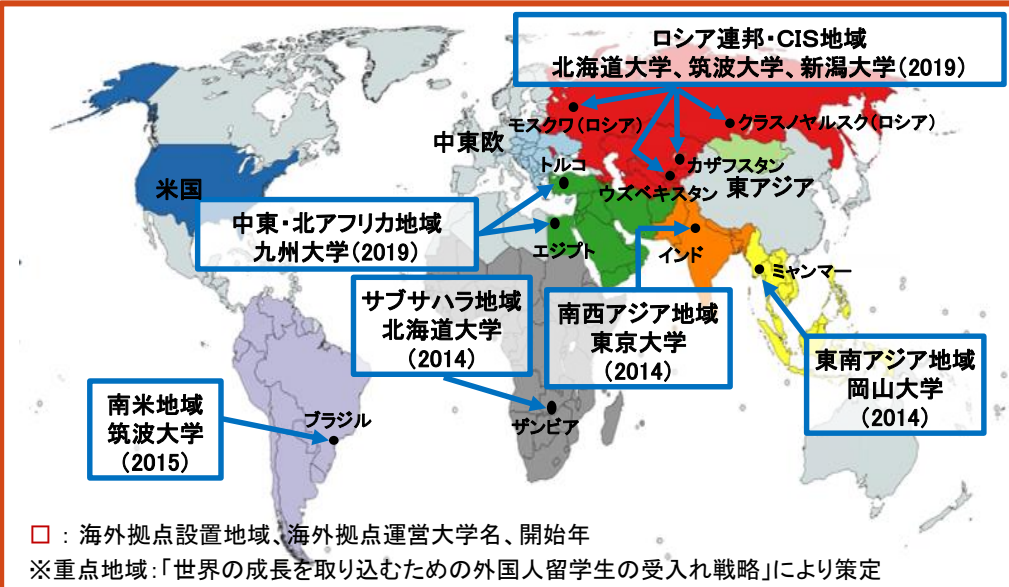 ロシア連邦・CIS地域
北海道大学、筑波大学、新潟大学(2019)
モスクワ(ロシア)
クラスノヤルスク(ロシア)
中東欧
トルコ
カザフスタン
ウズベキスタン
東アジア
米国
中東・北アフリカ地域
九州大学(2019)
エジプト
インド
ミャンマー
サブサハラ地域
北海道大学
(2014)
南西アジア地域
東京大学
(2014)
東南アジア地域
岡山大学
(2014)
南米地域
筑波大学
(2015)
ブラジル
ザンビア
□ : 海外拠点設置地域、海外拠点運営大学名、開始年
※重点地域:「世界の成長を取り込むための外国人留学生の受入れ戦略」により策定